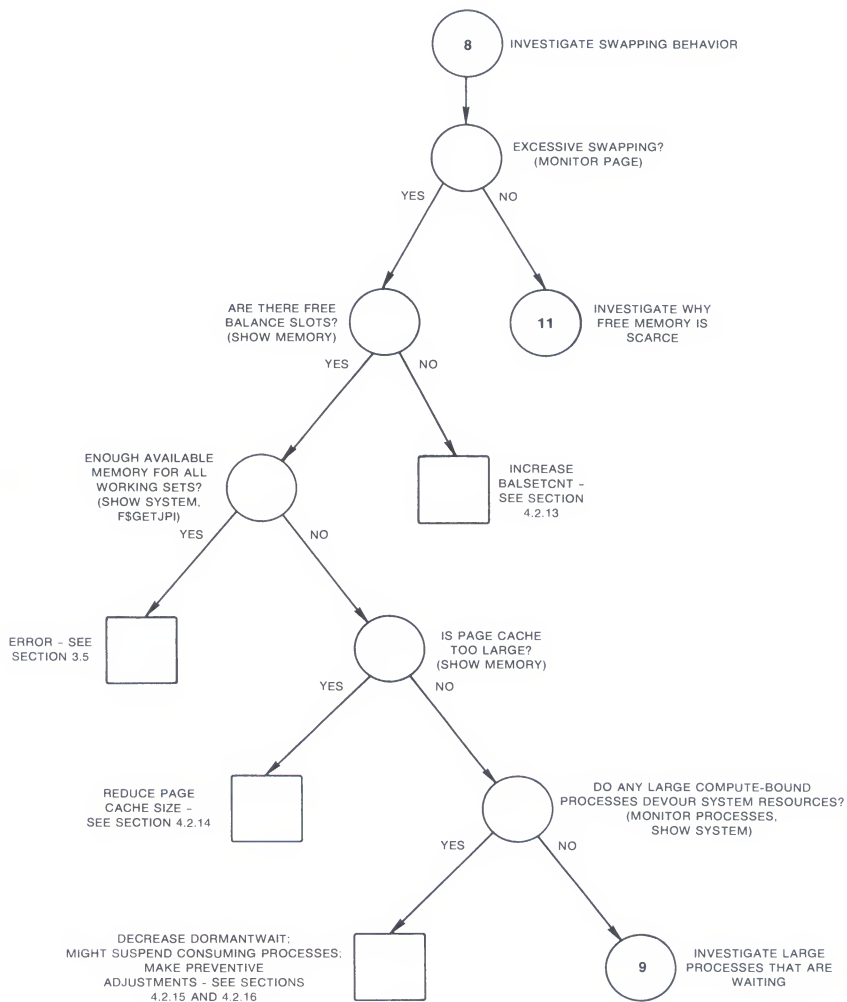 8
INVESTIGATE SWAPPING BEHAVIOR
EXCESSIVE SWAPPING?
(MONITOR PAGE)
YES
NO
ARE THERE FREE
BALANCE SLOTS?
(SHOW MEMORY)
11
INVESTIGATE WHY
FREE MEMORY IS
SCARCE
YES
NO
ENOUGH AVAILABLE
MEMORY FOR ALL
WORKING SETS?
(SHOW SYSTEM,
F$GETJPI)
INCREASE
BALSETCNT –
SEE SECTION
4.2.13
YES
NO
ERROR – SEE
SECTION 3.5
IS PAGE CACHE
TOO LARGE?
(SHOW MEMORY)
YES
NO
REDUCE PAGE
CACHE SIZE –
SEE SECTION 4.2.14
DO ANY LARGE COMPUTE-BOUND
PROCESSES DEVOUR SYSTEM RESOURCES?
(MONITOR PROCESSES,
SHOW SYSTEM)
YES
NO
DECREASE DORMANTWAIT;
MIGHT SUSPEND CONSUMING PROCESSES;
MAKE PREVENTIVE
ADJUSTMENTS – SEE SECTIONS
4.2.15 AND 4.2.16
9
INVESTIGATE LARGE
PROCESSES THAT ARE
WAITING